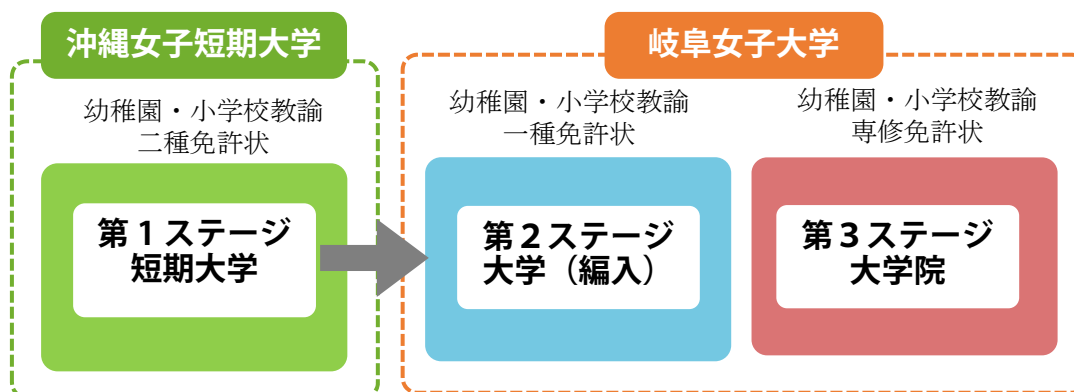 沖縄女子短期大学
岐阜女子大学
幼稚園・小学校教諭
二種免許状
第1ステージ
短期大学
幼稚園・小学校教諭
一種免許状
第2ステージ
大学(編入)
幼稚園・小学校教諭
専修免許状
第3ステージ
大学院